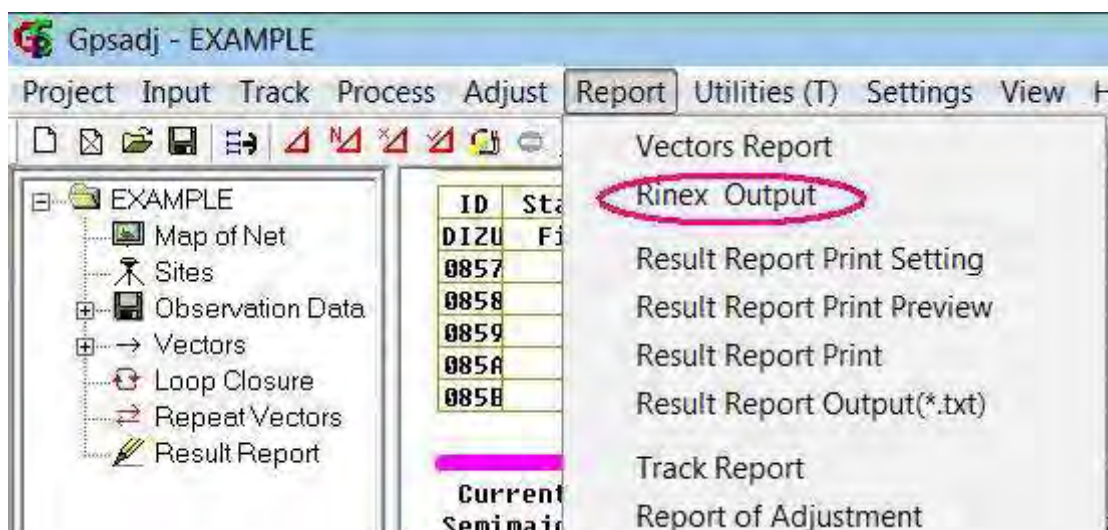 Gpsadj - EXAMPLE
Project Input Track Process Adjust Report Utilities (T) Settings View
EXAMPLE
Map of Net
Sites
Observation Data
Vectors
Loop Closure
Repeat Vectors
Result Report
ID
DIZU
0857
0858
0859
085A
085B
Current
Vectors Report
Rinex Output
Result Report Print Setting
Result Report Print Preview
Result Report Print
Result Report Output(*.txt)
Track Report
Report of Adjustment